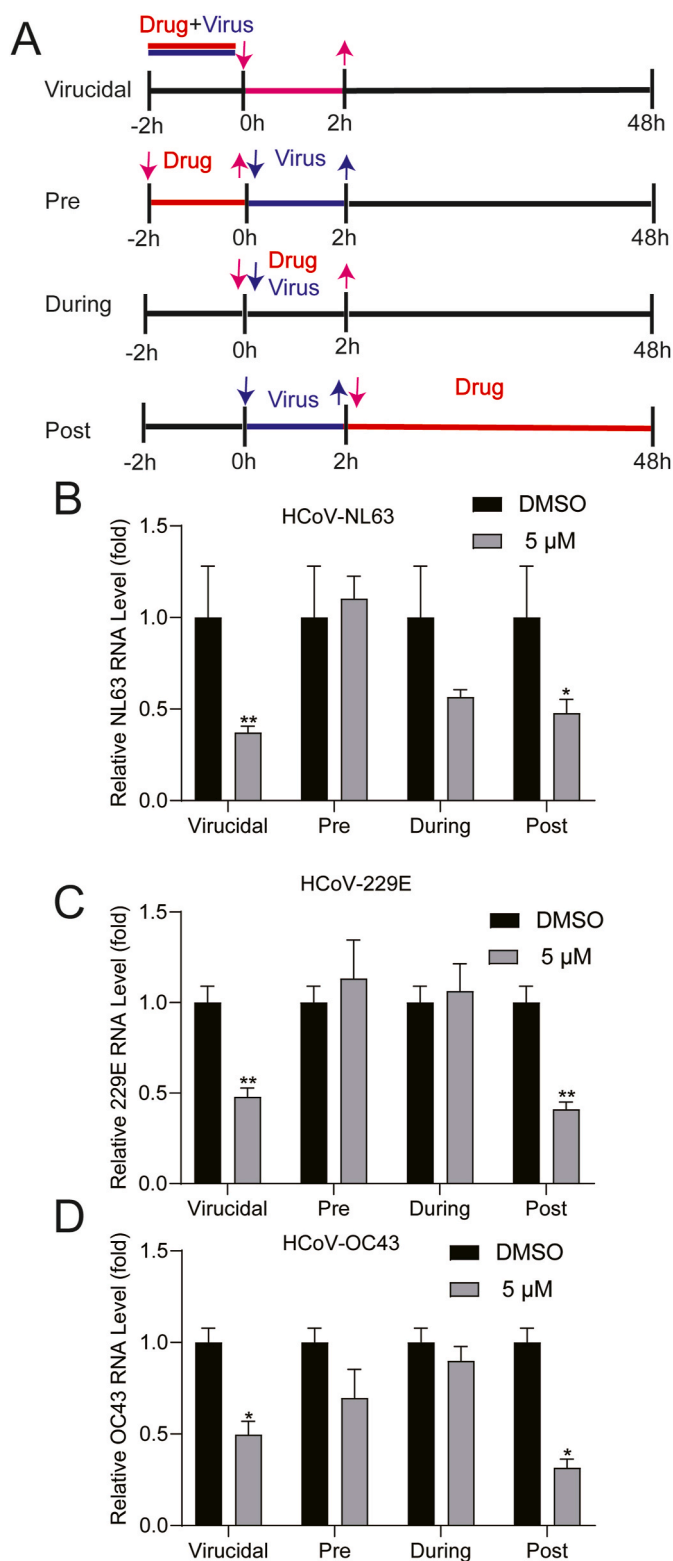 A
Drug+Virus
Virucidal
-2h 0h 2h 48h
Drug Virus
Pre
-2h 0h 2h 48h
Drug
Virus
During
-2h 0h 2h 48h
Virus Drug
Post
-2h 0h 2h 48h
B
HCoV-NL63
DMSO
5 µM
Relative NL63 RNA Level (fold)
1.5
1.0
0.5
0.0
** *
Virucidal Pre During Post
C
HCoV-229E
DMSO
5 µM
Relative 229E RNA Level (fold)
1.5
1.0
0.5
0.0
** **
Virucidal Pre During Post
D
HCoV-OC43
DMSO
5 µM
Relative OC43 RNA Level (fold)
1.5
1.0
0.5
0.0
* *
Virucidal Pre During Post